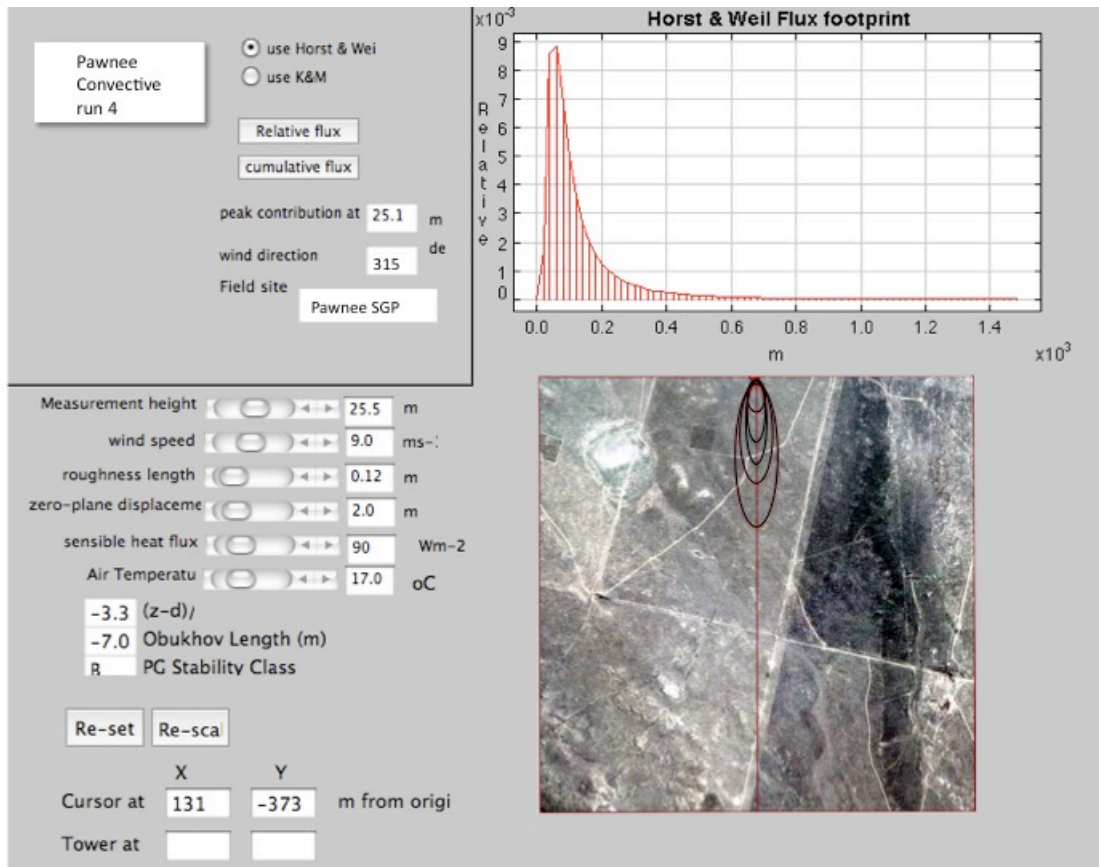 Pawnee
Convective
run 4
use Horst & Wei
use K&M
Relative flux
cumulative flux
peak contribution at 25.1 m
wind direction 315 de
Field site
Pawnee SGP
Horst & Weil Flux footprint
x10-3
Relative
9
8
7
6
5
4
3
2
1
0
0.0 0.2 0.4 0.6 0.8 1.0 1.2 1.4
m
x10 3
Measurement height 25.5 m
wind speed 9.0 ms-1
roughness length 0.12 m
zero-plane displaceme 2.0 m
sensible heat flux 90 Wm-2
Air Temperatu 17.0 oC
-3.3 (z-d)/
-7.0 Obukhov Length (m)
B PG Stability Class
Re-set Re-scal
X Y
Cursor at 131 -373 m from origi
Tower at